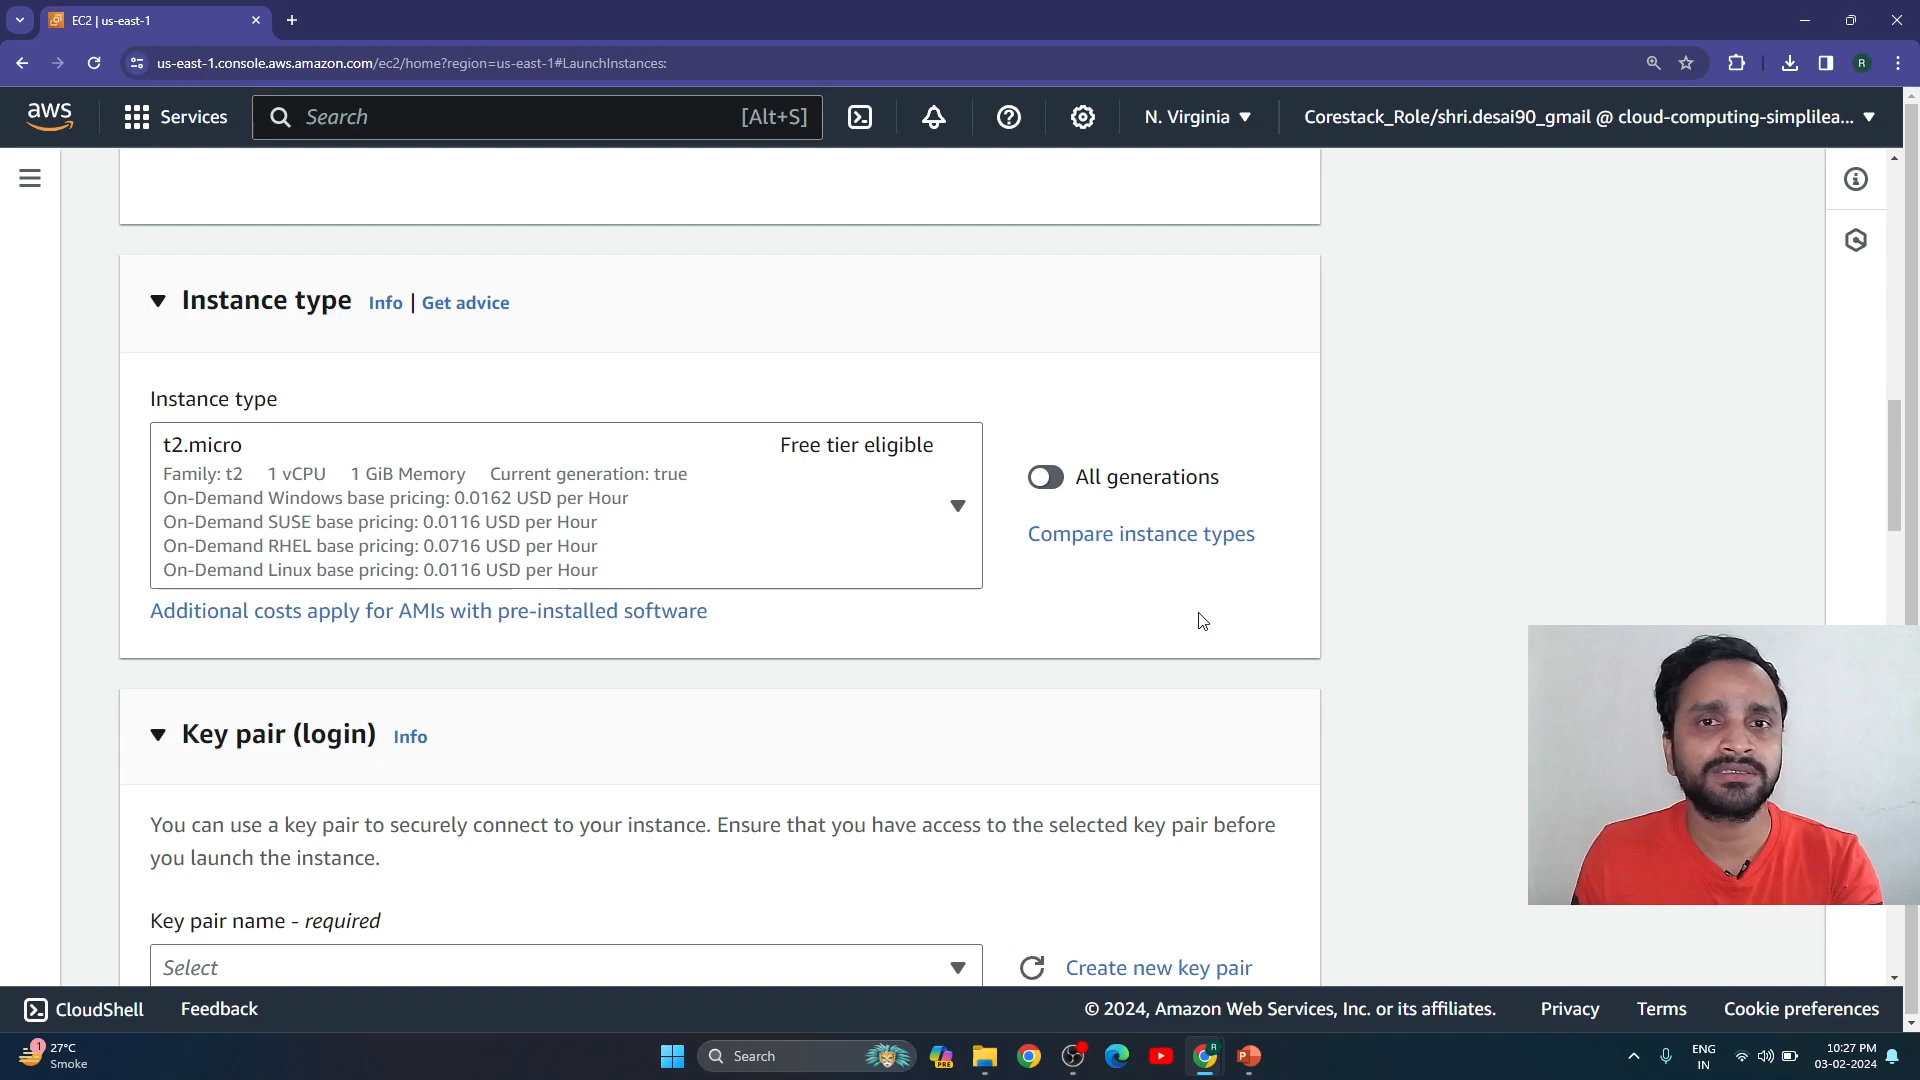 EC2 | us-east-1
us-east-1.console.aws.amazon.com/ec2/home?region=us-east-1#LaunchInstances:
R
aws
Services
Search
[Alt+S]
N. Virginia
Corestack_Role/shri.desai90_gmail @ cloud-computing-simplilea...
Instance type Info | Get advice
Instance type
t2.micro
Free tier eligible
Family: t2 1 vCPU 1 GiB Memory Current generation: true
On-Demand Windows base pricing: 0.0162 USD per Hour
On-Demand SUSE base pricing: 0.0116 USD per Hour
On-Demand RHEL base pricing: 0.0716 USD per Hour
On-Demand Linux base pricing: 0.0116 USD per Hour
All generations
Compare instance types
Additional costs apply for AMIs with pre-installed software
Key pair (login) Info
You can use a key pair to securely connect to your instance. Ensure that you have access to the selected key pair before
you launch the instance.
Key pair name - required
Select
Create new key pair
CloudShell
Feedback
© 2024, Amazon Web Services, Inc. or its affiliates.
Privacy
Terms
Cookie preferences
1
27°C
Smoke
Search
PRE
R
P
ENG
IN
10:27 PM
03-02-2024